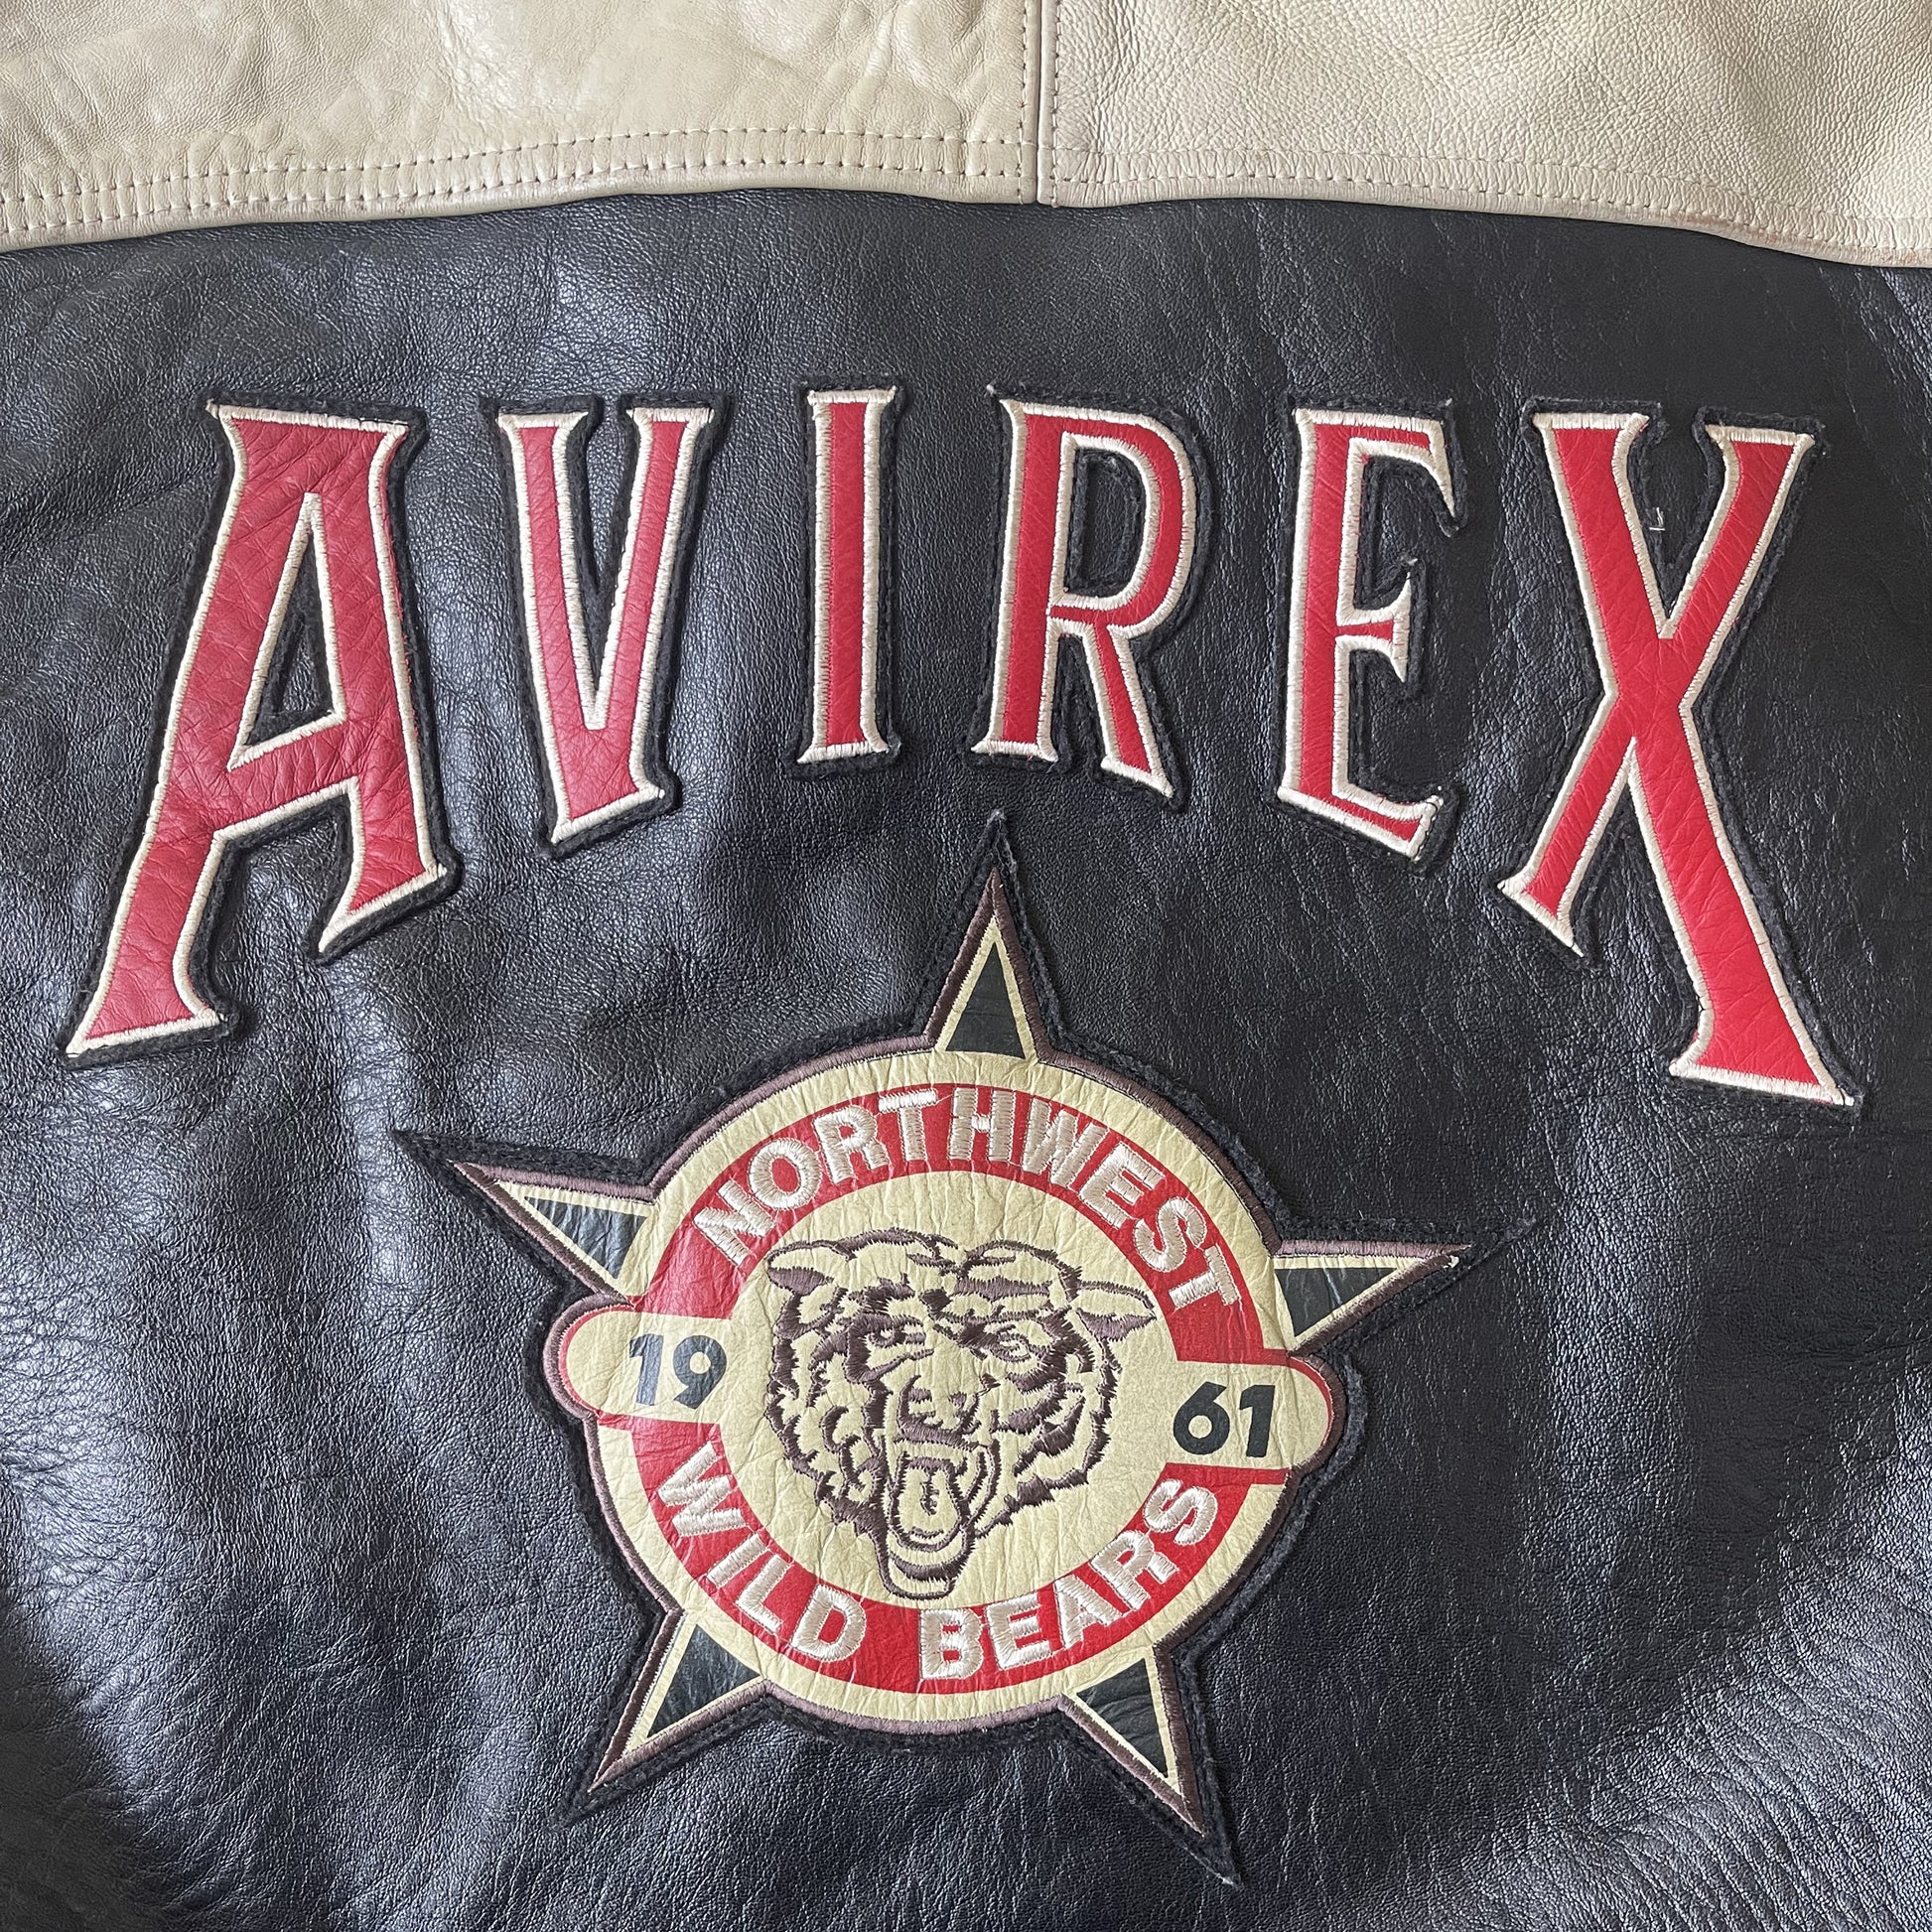 AVIREX
NORTHWEST
19 61
WILD BEARS